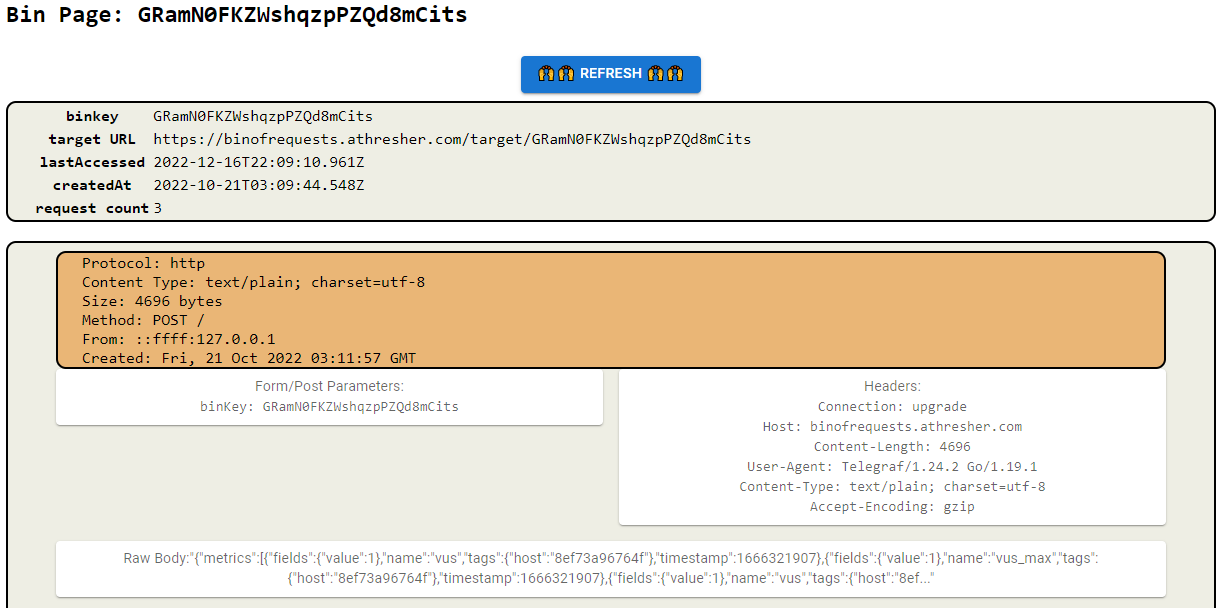 Bin Page: GRamN0FKZWshqzpPZQd8mCits
🙌🙌 REFRESH 🙌🙌
binkey GRamN0FKZWshqzpPZQd8mCits
target URL https://binofrequests.athresher.com/target/GRamN0FKZWshqzpPZQd8mCits
lastAccessed 2022-12-16T22:09:10.961Z
createdAt 2022-10-21T03:09:44.548Z
request count 3
Protocol: http
Content Type: text/plain; charset=utf-8
Size: 4696 bytes
Method: POST /
From: ::ffff:127.0.0.1
Created: Fri, 21 Oct 2022 03:11:57 GMT
Form/Post Parameters:
binKey: GRamN0FKZWshqzpPZQd8mCits
Headers:
Connection: upgrade
Host: binofrequests.athresher.com
Content-Length: 4696
User-Agent: Telegraf/1.24.2 Go/1.19.1
Content-Type: text/plain; charset=utf-8
Accept-Encoding: gzip
Raw Body:"{"metrics":[{"fields":{"value":1},"name":"vus","tags":{"host":"8ef73a96764f"},"timestamp":1666321907},{"fields":{"value":1},"name":"vus_max","tags":
{"host":"8ef73a96764f"},"timestamp":1666321907},{"fields":{"value":1},"name":"vus","tags":{"host":"8ef..."